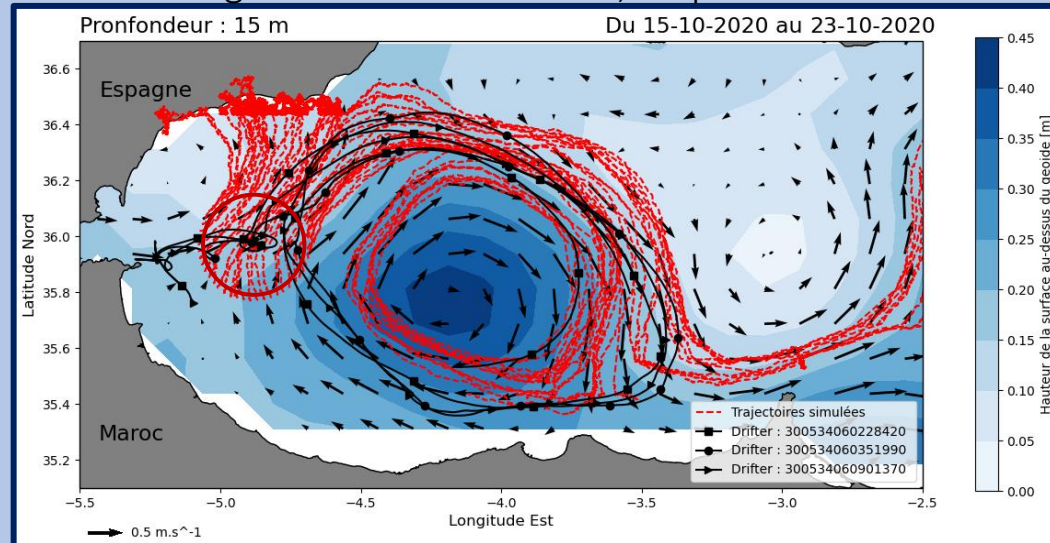 Pronfondeur : 15 m
Du 15-10-2020 au 23-10-2020
36.6
36.4
36.2
36.0
35.8
35.6
35.4
35.2
Latitude Nord
Espagne
Maroc
Trajectoires simulées
Drifter : 300534060228420
Drifter : 300534060351990
Drifter : 300534060901370
−5.5 −5.0 −4.5 −4.0 −3.5 −3.0 −2.5
Longitude Est
0.5 m.s^-1
0.45
0.40
0.35
0.30
0.25
0.20
0.15
0.10
0.05
0.00
Hauteur de la surface au-dessus du geoide [m]